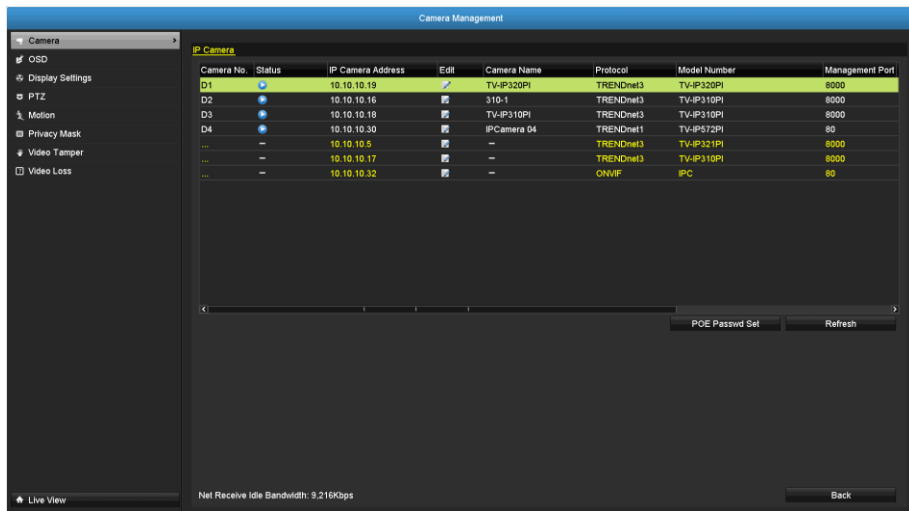 Camera Management
Camera
OSD
Display Settings
PTZ
Motion
Privacy Mask
Video Tamper
Video Loss
Live View
IP Camera
Camera No. Status IP Camera Address Edit Camera Name Protocol Model Number Management Port
D1 10.10.10.19 TV-IP320PI TRENDnet3 TV-IP320PI 8000
D2 10.10.10.16 310-1 TRENDnet3 TV-IP310PI 8000
D3 10.10.10.18 TV-IP310PI TRENDnet3 TV-IP310PI 8000
D4 10.10.10.30 IPCamera 04 TRENDnet1 TV-IP572PI 80
... – 10.10.10.5 – TRENDnet3 TV-IP321PI 8000
... – 10.10.10.17 – TRENDnet3 TV-IP310PI 8000
... – 10.10.10.32 – ONVIF IPC 80
POE Passwd Set Refresh
Net Receive Idle Bandwidth: 9,216Kbps
Back